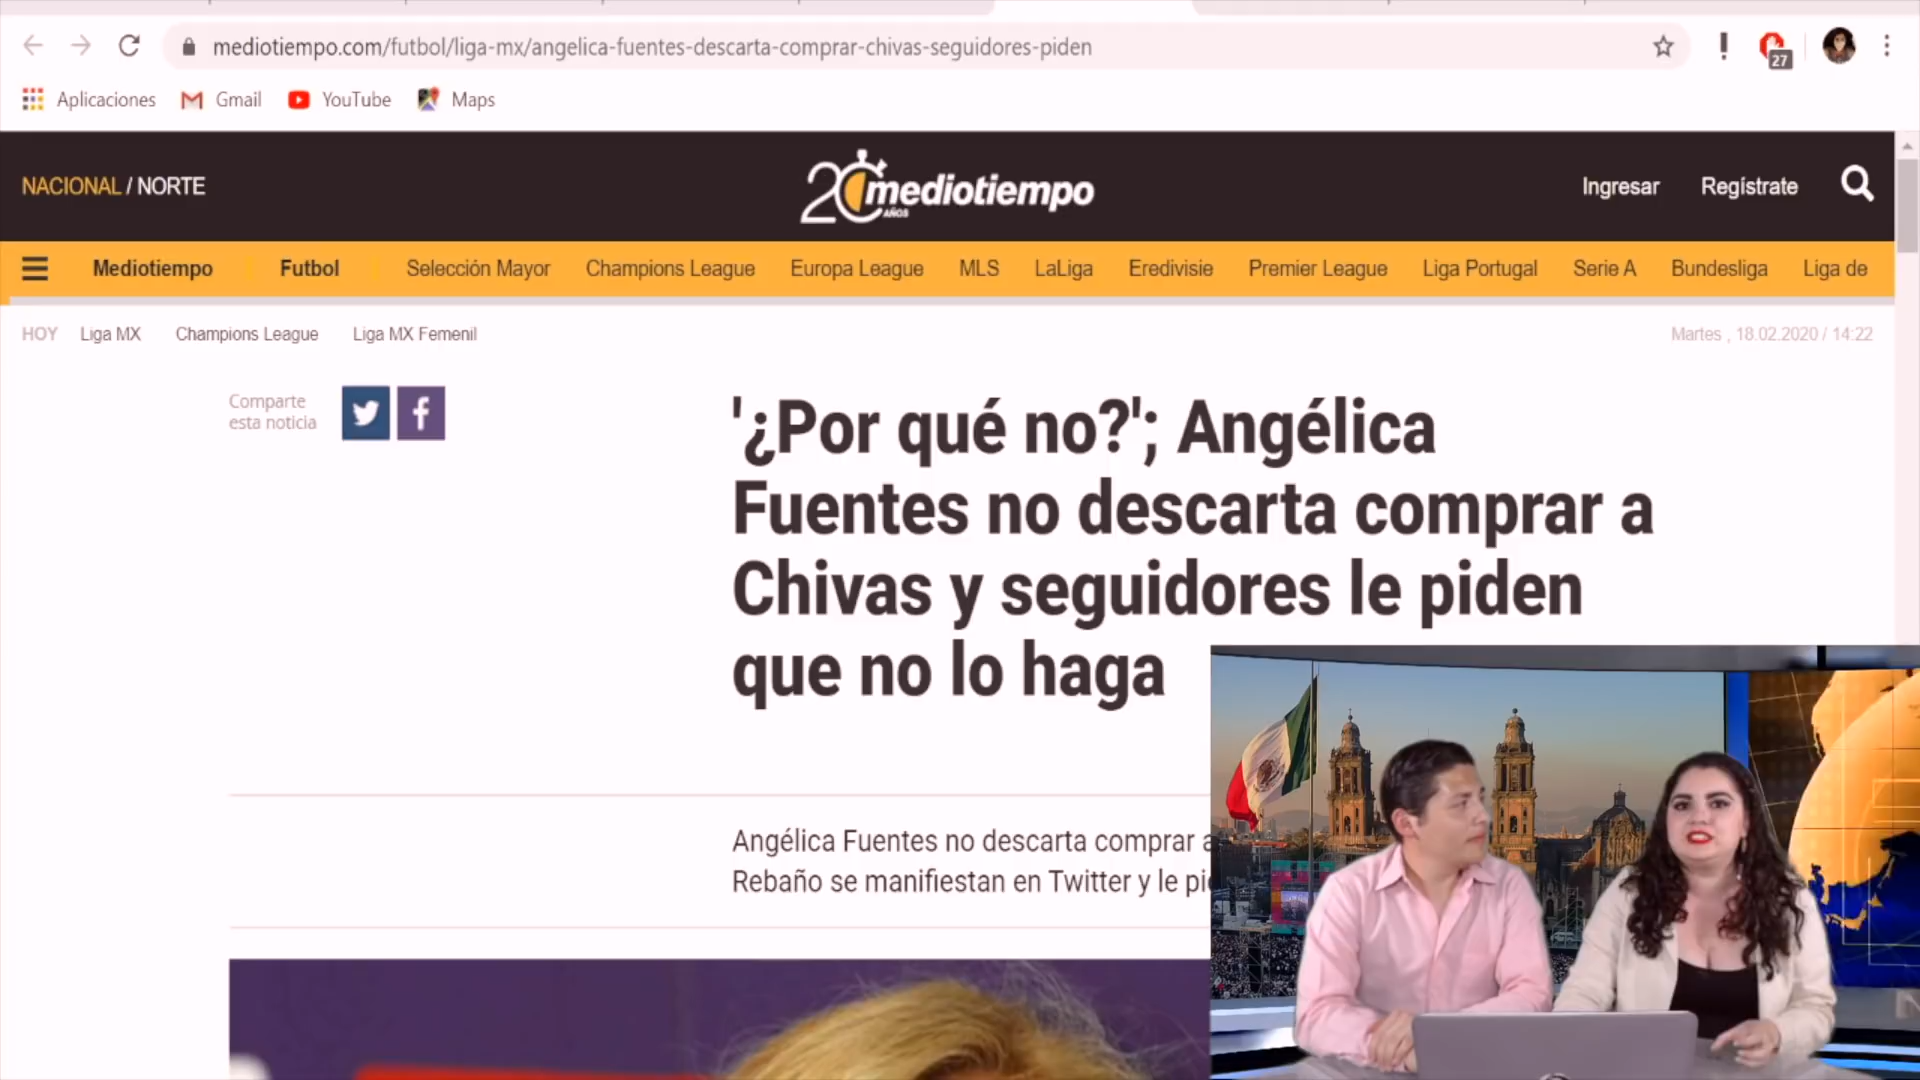 mediotiempo.com/futbol/liga-mx/angelica-fuentes-descarta-comprar-chivas-seguidores-piden
27
Aplicaciones Gmail YouTube Maps
NACIONAL / NORTE
20 AÑOS mediotiempo
Ingresar Regístrate
Mediotiempo Futbol Selección Mayor Champions League Europa League MLS LaLiga Eredivisie Premier League Liga Portugal Serie A Bundesliga Liga de
HOY Liga MX Champions League Liga MX Femenil
Martes , 18.02.2020 / 14:22
Comparte
esta noticia
'¿Por qué no?'; Angélica
Fuentes no descarta comprar a
Chivas y seguidores le piden
que no lo haga
Angélica Fuentes no descarta comprar a
Rebaño se manifiestan en Twitter y le